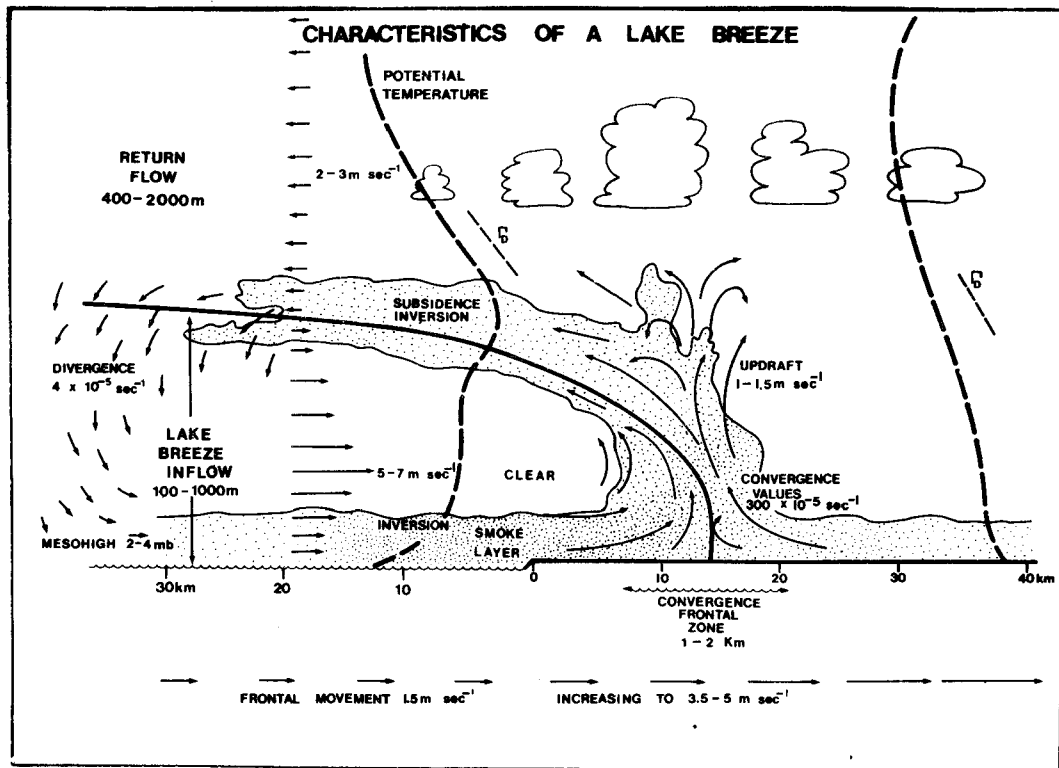 CHARACTERISTICS OF A LAKE BREEZE
POTENTIAL
TEMPERATURE
RETURN
FLOW
400-2000m
2-3m sec⁻¹
Γ_D
SUBSIDENCE
INVERSION
Γ_D
DIVERGENCE
4 x 10⁻⁵ sec⁻¹
UPDRAFT
1-1.5m sec⁻¹
LAKE
BREEZE
INFLOW
100-1000m
5-7m sec⁻¹
CLEAR
CONVERGENCE
VALUES
300 x 10⁻⁵ sec⁻¹
INVERSION
SMOKE
LAYER
MESOHIGH 2-4mb
30km 20 10 0 10 20 30 40km
CONVERGENCE
FRONTAL
ZONE
1-2 Km
FRONTAL MOVEMENT 1.5m sec⁻¹ INCREASING TO 3.5-5 m sec⁻¹